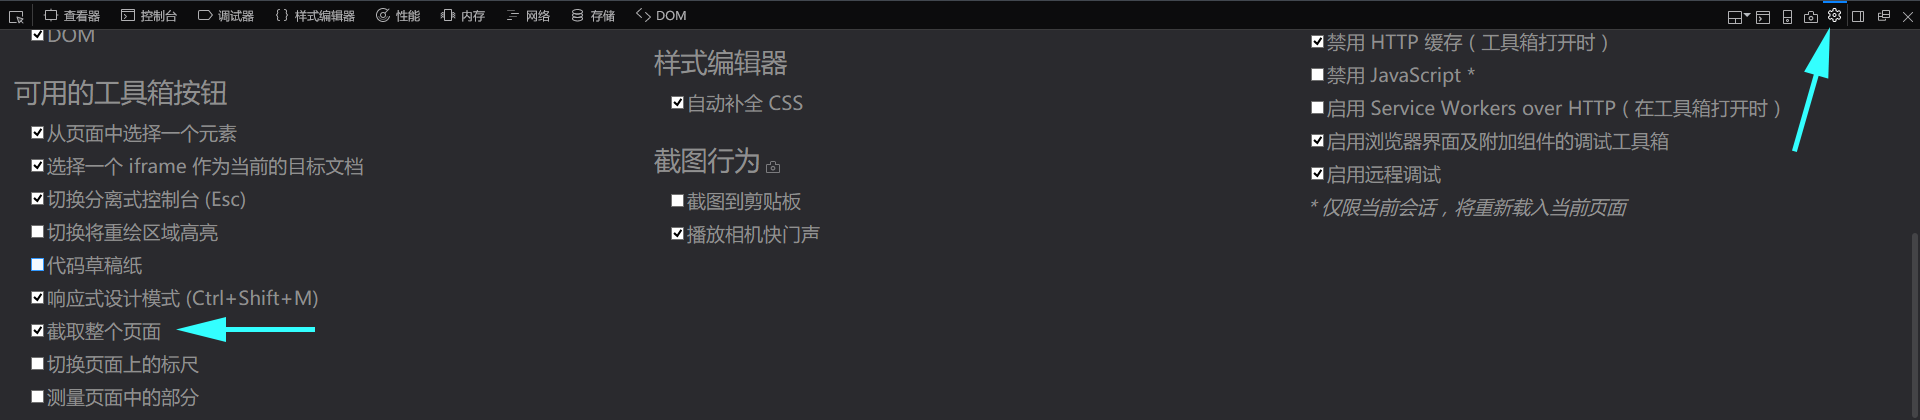 查看器 控制台 调试器 样式编辑器 性能 内存 网络 存储 DOM
DOM
可用的工具箱按钮
从页面中选择一个元素
选择一个 iframe 作为当前的目标文档
切换分离式控制台 (Esc)
切换将重绘区域高亮
代码草稿纸
响应式设计模式 (Ctrl+Shift+M)
截取整个页面
切换页面上的标尺
测量页面中的部分
样式编辑器
自动补全 CSS
截图行为
截图到剪贴板
播放相机快门声
禁用 HTTP 缓存（工具箱打开时）
禁用 JavaScript *
启用 Service Workers over HTTP（在工具箱打开时）
启用浏览器界面及附加组件的调试工具箱
启用远程调试
* 仅限当前会话，将重新载入当前页面